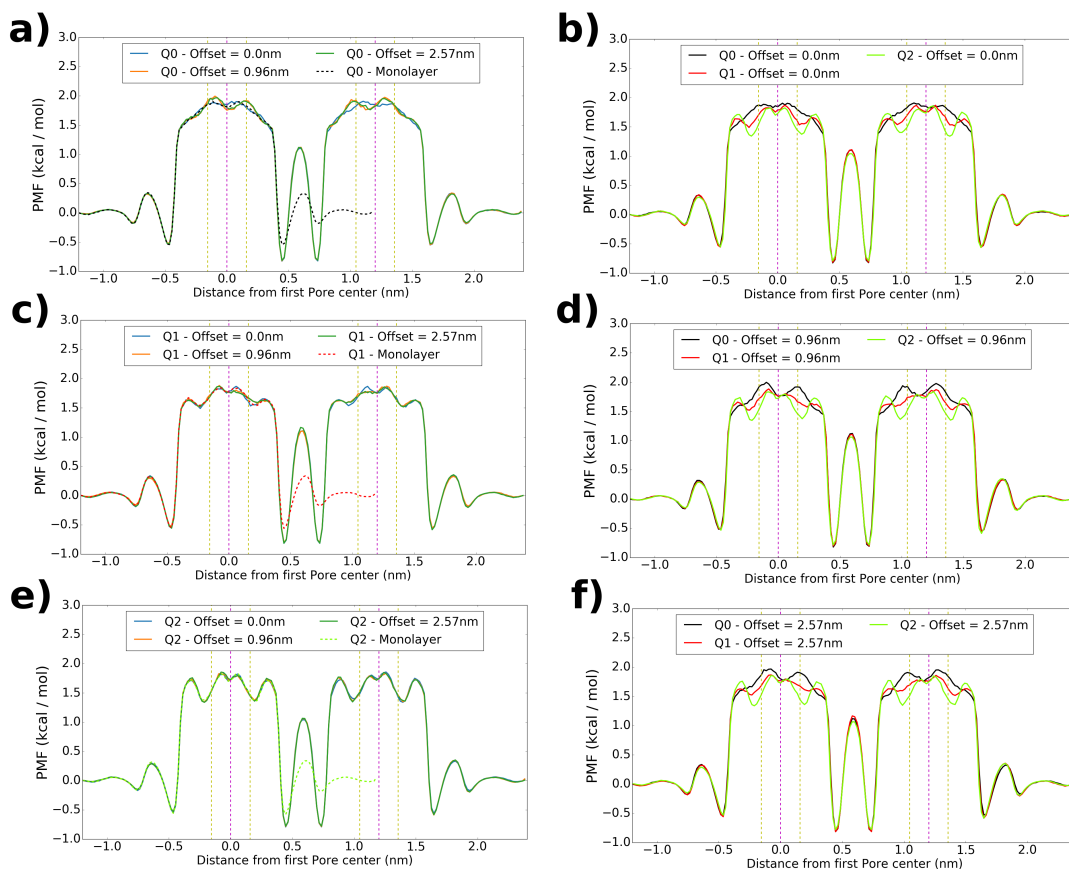 a)
3.0
2.5
2.0
1.5
1.0
0.5
0.0
−0.5
−1.0
PMF (kcal / mol)
Q0 - Offset = 0.0nm
Q0 - Offset = 0.96nm
Q0 - Offset = 2.57nm
Q0 - Monolayer
−1.0 −0.5 0.0 0.5 1.0 1.5 2.0
Distance from first Pore center (nm)
b)
3.0
2.5
2.0
1.5
1.0
0.5
0.0
−0.5
−1.0
PMF (kcal / mol)
Q0 - Offset = 0.0nm
Q1 - Offset = 0.0nm
Q2 - Offset = 0.0nm
−1.0 −0.5 0.0 0.5 1.0 1.5 2.0
Distance from first Pore center (nm)
c)
3.0
2.5
2.0
1.5
1.0
0.5
0.0
−0.5
−1.0
PMF (kcal / mol)
Q1 - Offset = 0.0nm
Q1 - Offset = 0.96nm
Q1 - Offset = 2.57nm
Q1 - Monolayer
−1.0 −0.5 0.0 0.5 1.0 1.5 2.0
Distance from first Pore center (nm)
d)
3.0
2.5
2.0
1.5
1.0
0.5
0.0
−0.5
−1.0
PMF (kcal / mol)
Q0 - Offset = 0.96nm
Q1 - Offset = 0.96nm
Q2 - Offset = 0.96nm
−1.0 −0.5 0.0 0.5 1.0 1.5 2.0
Distance from first Pore center (nm)
e)
3.0
2.5
2.0
1.5
1.0
0.5
0.0
−0.5
−1.0
PMF (kcal / mol)
Q2 - Offset = 0.0nm
Q2 - Offset = 0.96nm
Q2 - Offset = 2.57nm
Q2 - Monolayer
−1.0 −0.5 0.0 0.5 1.0 1.5 2.0
Distance from first Pore center (nm)
f)
3.0
2.5
2.0
1.5
1.0
0.5
0.0
−0.5
−1.0
PMF (kcal / mol)
Q0 - Offset = 2.57nm
Q1 - Offset = 2.57nm
Q2 - Offset = 2.57nm
−1.0 −0.5 0.0 0.5 1.0 1.5 2.0
Distance from first Pore center (nm)